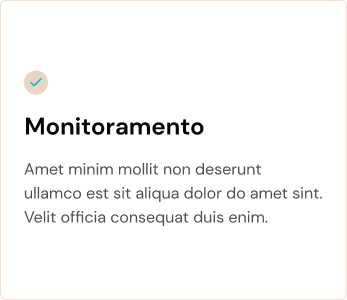 Monitoramento
Amet minim mollit non deserunt
ullamco est sit aliqua dolor do amet sint.
Velit officia consequat duis enim.